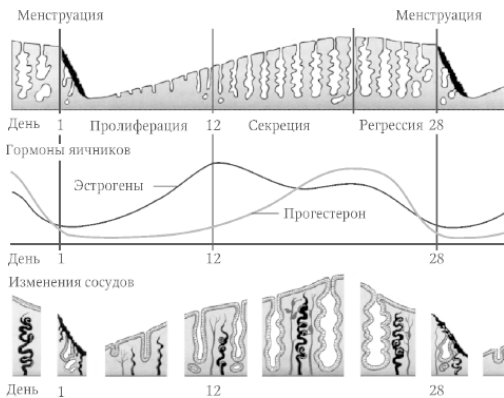 Менструация Менструация
День 1 Пролиферация 12 Секреция Регрессия 28
Гормоны яичников
Эстрогены
Прогестерон
День 1 12 28
Изменения сосудов
День 1 12 28